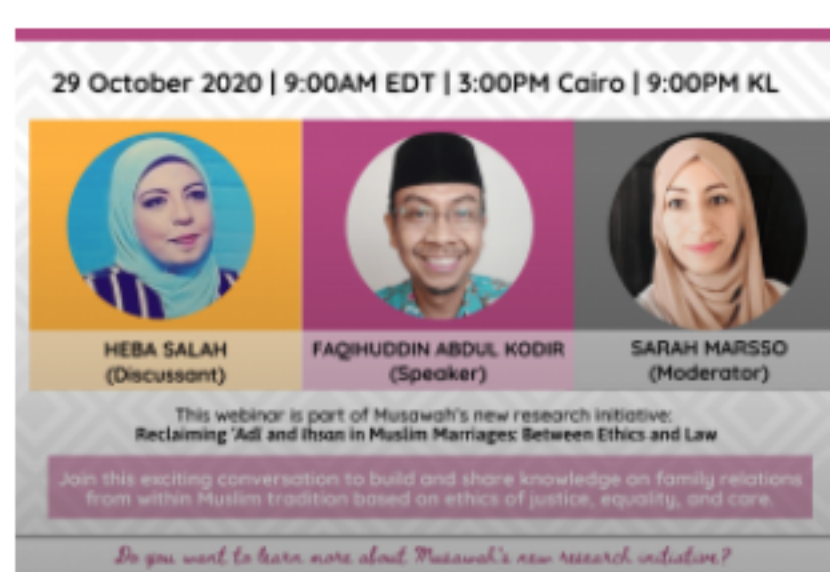 29 October 2020 | 9:00AM EDT | 3:00PM Cairo | 9:00PM KL
HEBA SALAH
(Discussant)
FAQIHUDDIN ABDUL KODIR
(Speaker)
SARAH MARSSO
(Moderator)
This webinar is part of Musawah's new research initiative:
Reclaiming 'Adl and Ihsan in Muslim Marriages: Between Ethics and Law
Join this exciting conversation to build and share knowledge on family relations
from within Muslim tradition based on ethics of justice, equality, and care.
Do you want to learn more about Musawah's new research initiative?